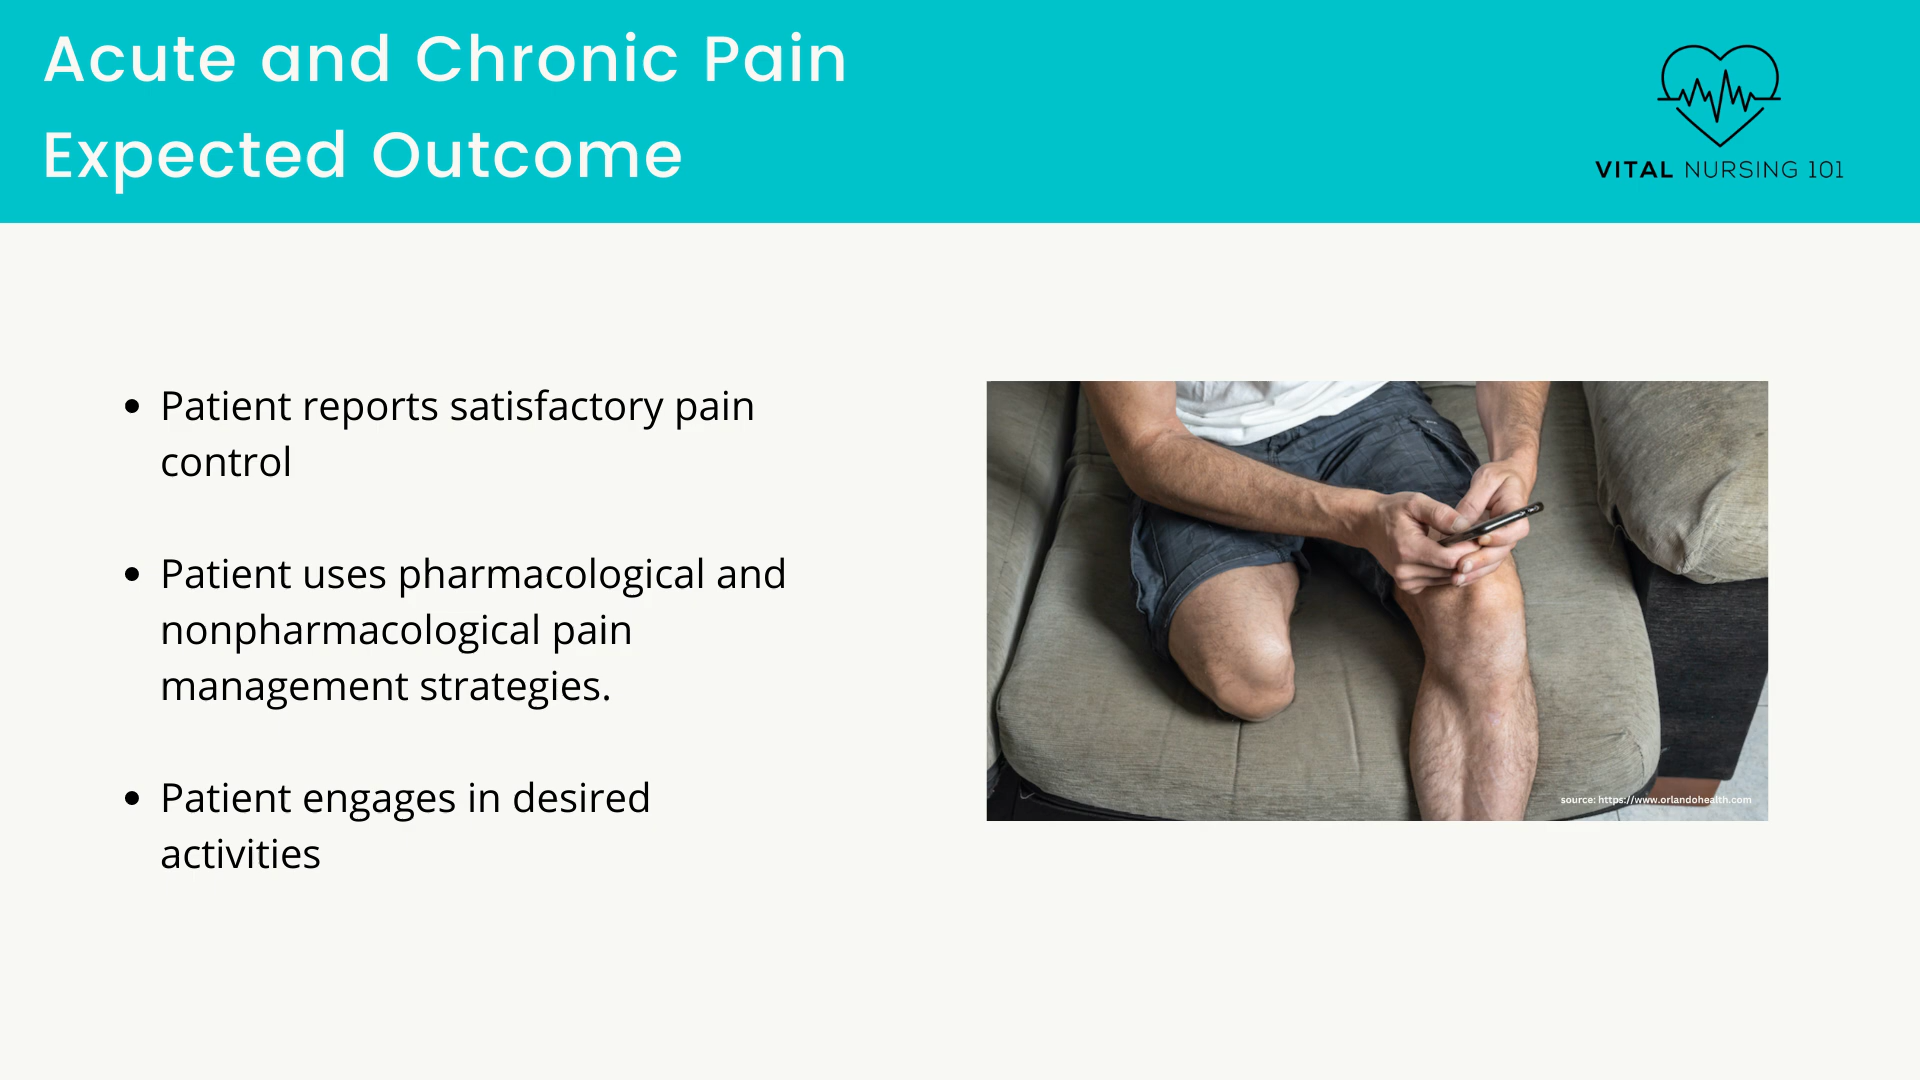 Acute and Chronic Pain
Expected Outcome
VITAL NURSING 101
• Patient reports satisfactory pain
control
• Patient uses pharmacological and
nonpharmacological pain
management strategies.
• Patient engages in desired
activities
source: https://www.orlandohealth.com